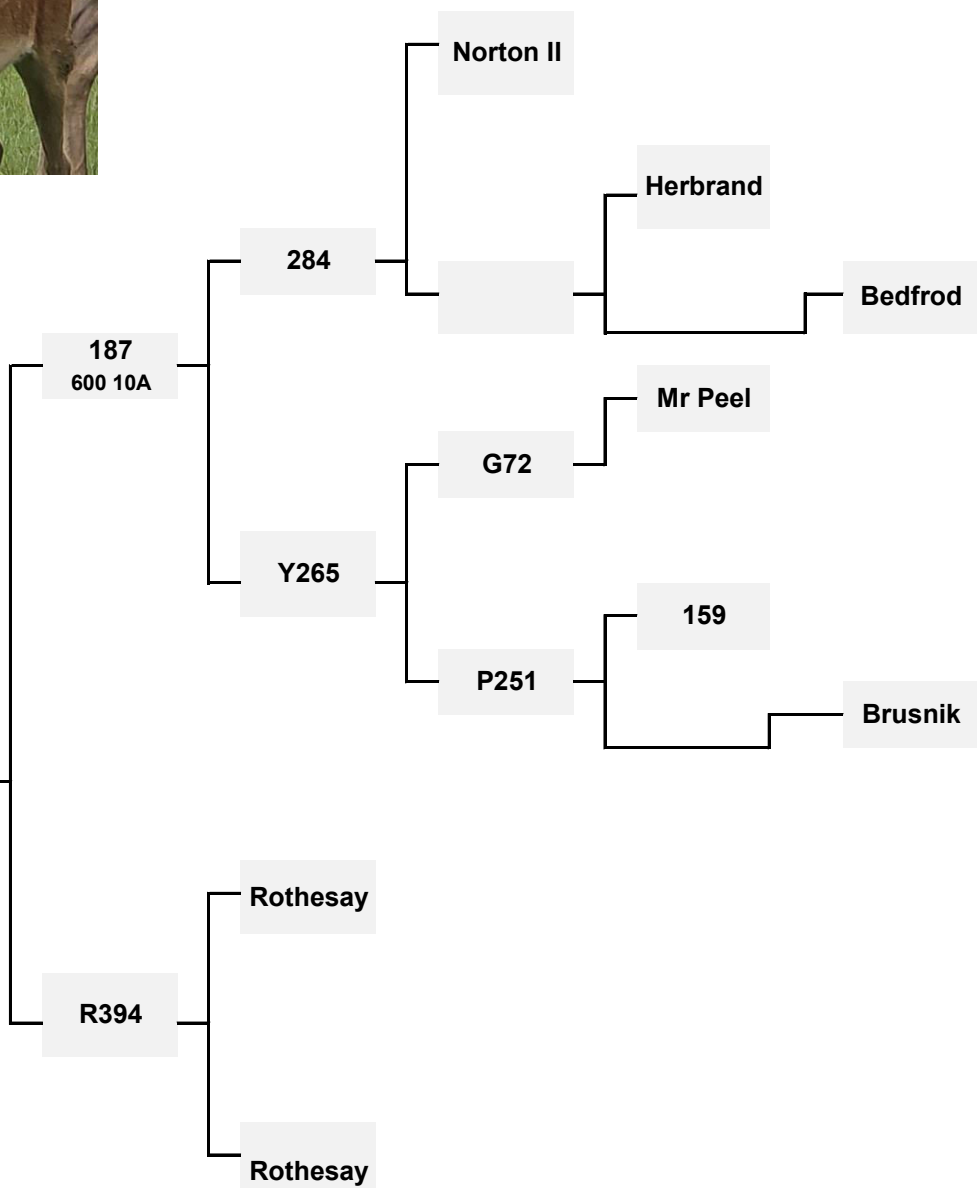 Norton II
Herbrand
284
Bedfrod
187
600 10A
Mr Peel
G72
Y265
159
P251
Brusnik
Rothesay
R394
Rothesay